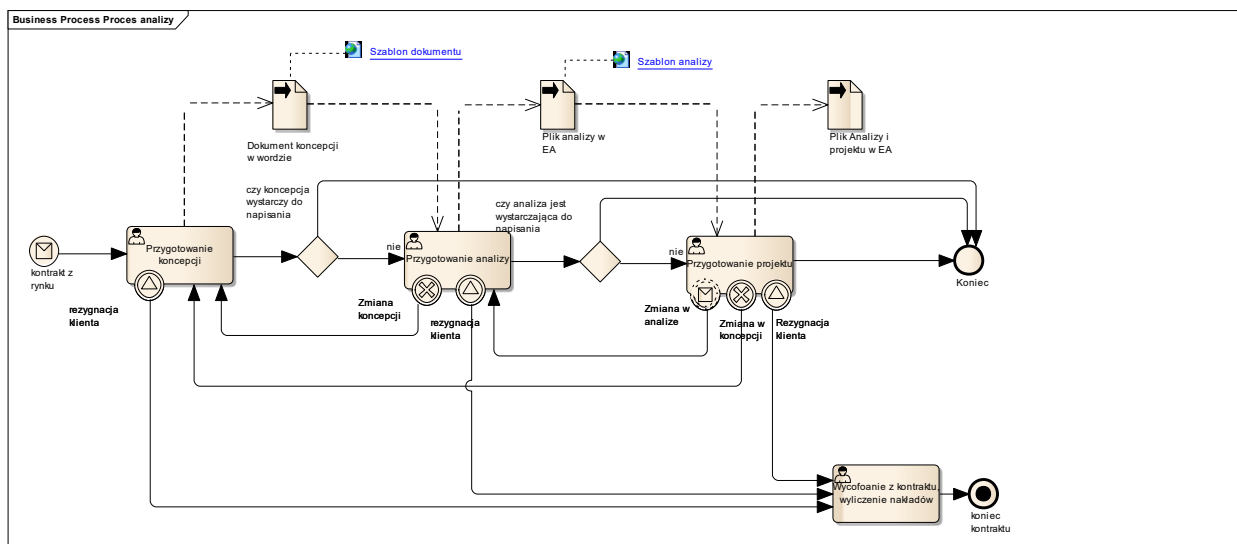 Business Process Proces analizy
Szablon dokumentu
Szablon analizy
Dokument koncepcji
w wordzie
Plik analizy w
EA
Plik Analizy i
projektu w EA
czy koncepcja
wystarczy do
napisania
czy analiza jest
wystarczająca do
napisania
kontrakt z
rynku
Przygotowanie
koncepcji
nie
Przygotowanie analizy
nie
Przygotowanie projektu
Koniec
rezygnacja
klienta
Zmiana
koncepcji
rezygnacja
klienta
Zmiana w
analize
Zmiana w
koncepcji
Rezygnacja
klienta
Wycofoanie z kontraktu,
wyliczenie nakładów
koniec
kontraktu